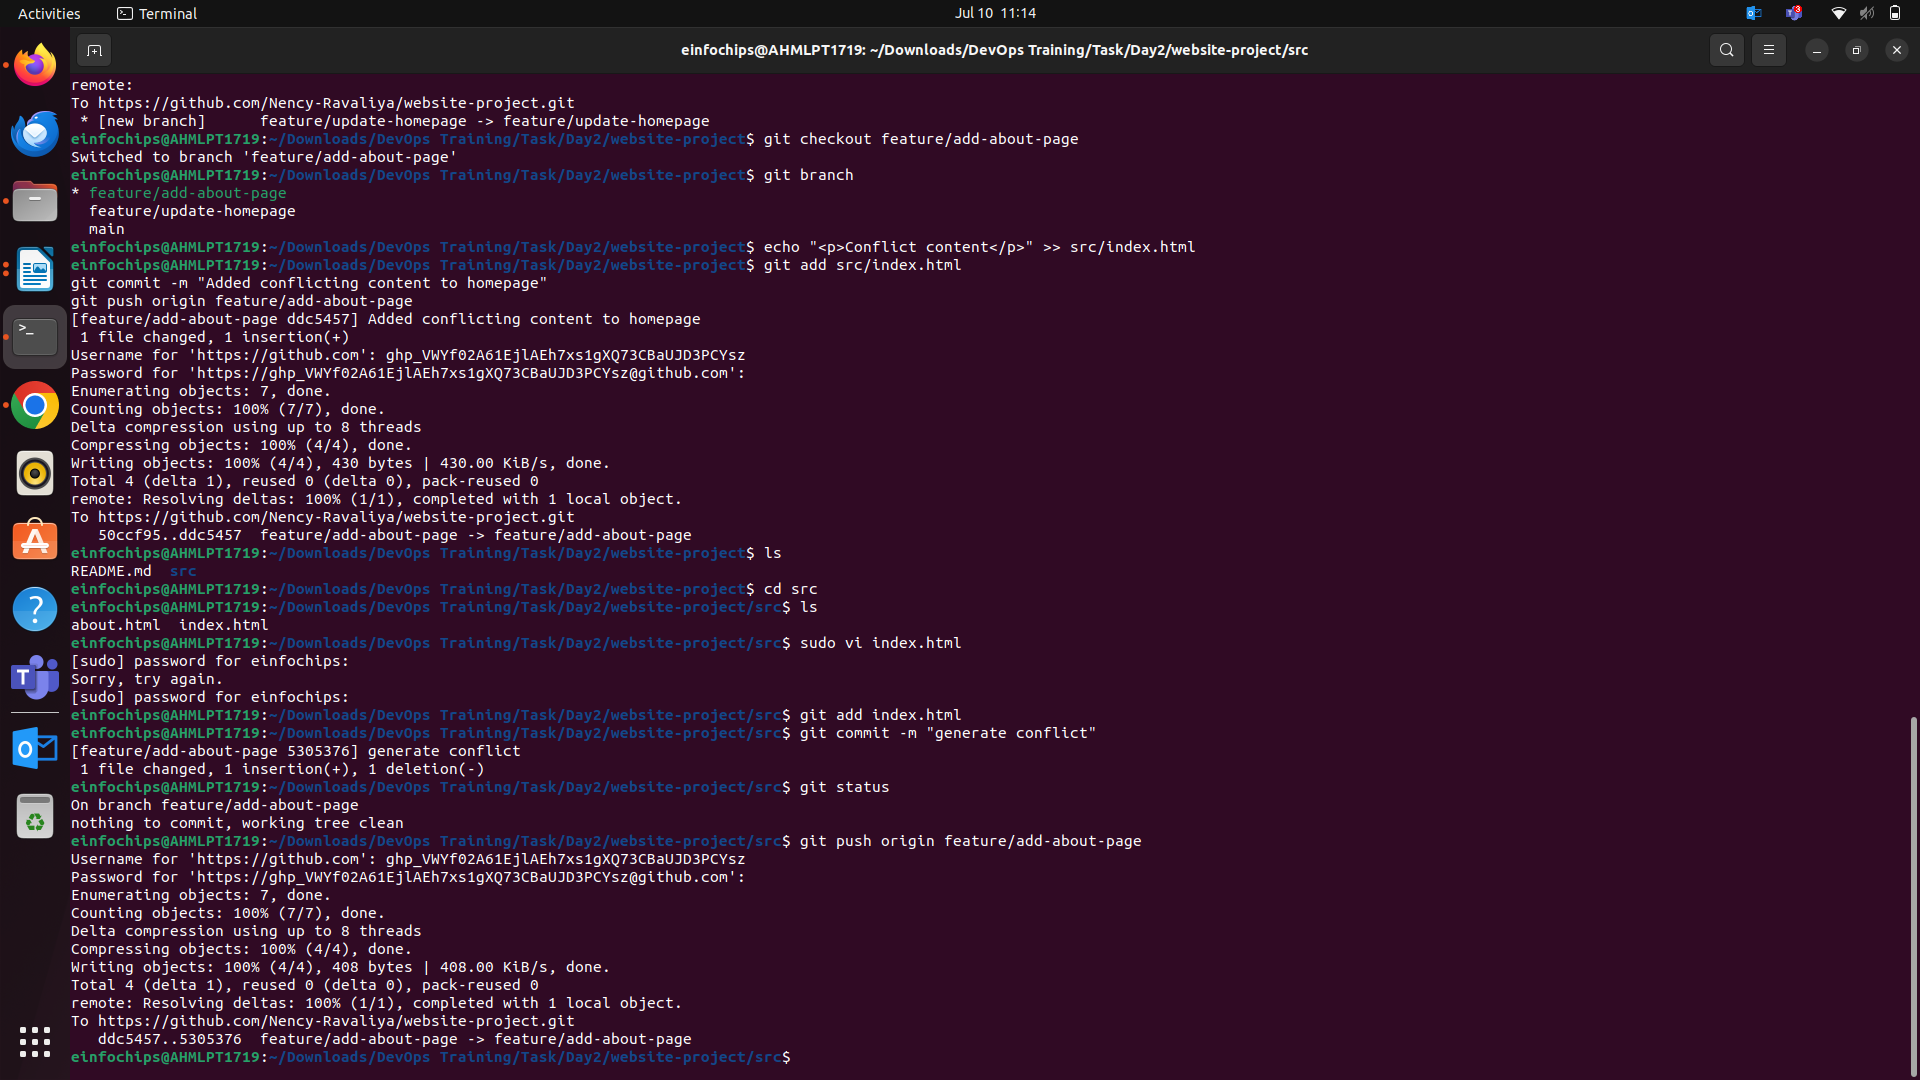 Activities
Terminal
Jul 10 11:14
3
einfochips@AHMLPT1719: ~/Downloads/DevOps Training/Task/Day2/website-project/src
remote:
To https://github.com/Nency-Ravaliya/website-project.git
 * [new branch]      feature/update-homepage -> feature/update-homepage
einfochips@AHMLPT1719:~/Downloads/DevOps Training/Task/Day2/website-project$ git checkout feature/add-about-page
Switched to branch 'feature/add-about-page'
einfochips@AHMLPT1719:~/Downloads/DevOps Training/Task/Day2/website-project$ git branch
* feature/add-about-page
  feature/update-homepage
  main
einfochips@AHMLPT1719:~/Downloads/DevOps Training/Task/Day2/website-project$ echo "<p>Conflict content</p>" >> src/index.html
einfochips@AHMLPT1719:~/Downloads/DevOps Training/Task/Day2/website-project$ git add src/index.html
git commit -m "Added conflicting content to homepage"
git push origin feature/add-about-page
[feature/add-about-page ddc5457] Added conflicting content to homepage
 1 file changed, 1 insertion(+)
Username for 'https://github.com': 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
Password for 'https://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@github.com':
Enumerating objects: 7, done.
Counting objects: 100% (7/7), done.
Delta compression using up to 8 threads
Compressing objects: 100% (4/4), done.
Writing objects: 100% (4/4), 430 bytes | 430.00 KiB/s, done.
Total 4 (delta 1), reused 0 (delta 0), pack-reused 0
remote: Resolving deltas: 100% (1/1), completed with 1 local object.
To https://github.com/Nency-Ravaliya/website-project.git
   50ccf95..ddc5457  feature/add-about-page -> feature/add-about-page
einfochips@AHMLPT1719:~/Downloads/DevOps Training/Task/Day2/website-project$ ls
README.md  src
einfochips@AHMLPT1719:~/Downloads/DevOps Training/Task/Day2/website-project$ cd src
einfochips@AHMLPT1719:~/Downloads/DevOps Training/Task/Day2/website-project/src$ ls
about.html  index.html
einfochips@AHMLPT1719:~/Downloads/DevOps Training/Task/Day2/website-project/src$ sudo vi index.html
[sudo] password for einfochips:
Sorry, try again.
[sudo] password for einfochips:
einfochips@AHMLPT1719:~/Downloads/DevOps Training/Task/Day2/website-project/src$ git add index.html
einfochips@AHMLPT1719:~/Downloads/DevOps Training/Task/Day2/website-project/src$ git commit -m "generate conflict"
[feature/add-about-page 5305376] generate conflict
 1 file changed, 1 insertion(+), 1 deletion(-)
einfochips@AHMLPT1719:~/Downloads/DevOps Training/Task/Day2/website-project/src$ git status
On branch feature/add-about-page
nothing to commit, working tree clean
einfochips@AHMLPT1719:~/Downloads/DevOps Training/Task/Day2/website-project/src$ git push origin feature/add-about-page
Username for 'https://github.com': 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
Password for 'https://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@github.com':
Enumerating objects: 7, done.
Counting objects: 100% (7/7), done.
Delta compression using up to 8 threads
Compressing objects: 100% (4/4), done.
Writing objects: 100% (4/4), 408 bytes | 408.00 KiB/s, done.
Total 4 (delta 1), reused 0 (delta 0), pack-reused 0
remote: Resolving deltas: 100% (1/1), completed with 1 local object.
To https://github.com/Nency-Ravaliya/website-project.git
   ddc5457..5305376  feature/add-about-page -> feature/add-about-page
einfochips@AHMLPT1719:~/Downloads/DevOps Training/Task/Day2/website-project/src$